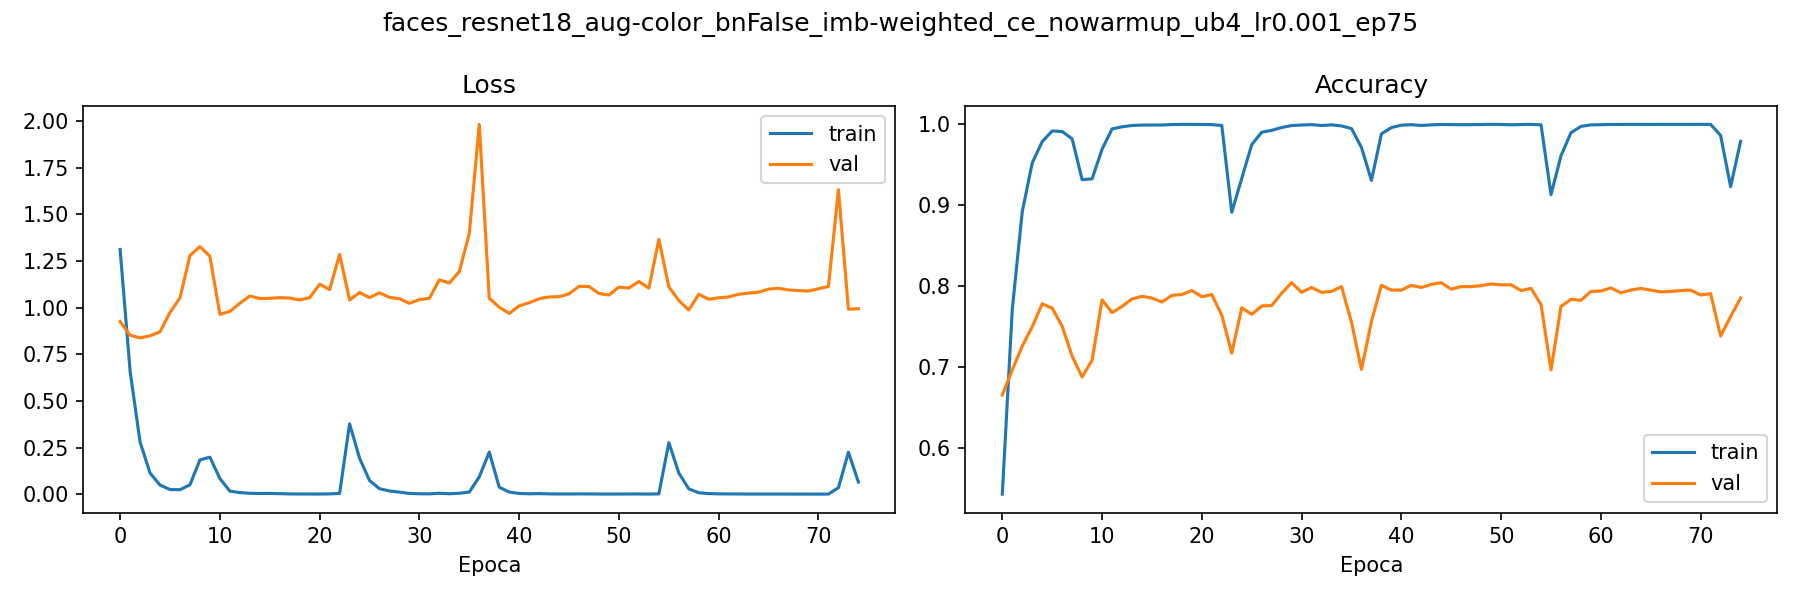 faces_resnet18_aug-color_bnFalse_imb-weighted_ce_nowarmup_ub4_lr0.001_ep75
Loss
2.00
1.75
1.50
1.25
1.00
0.75
0.50
0.25
0.00
train
val
0 10 20 30 40 50 60 70
Epoca
Accuracy
1.0
0.9
0.8
0.7
0.6
train
val
0 10 20 30 40 50 60 70
Epoca